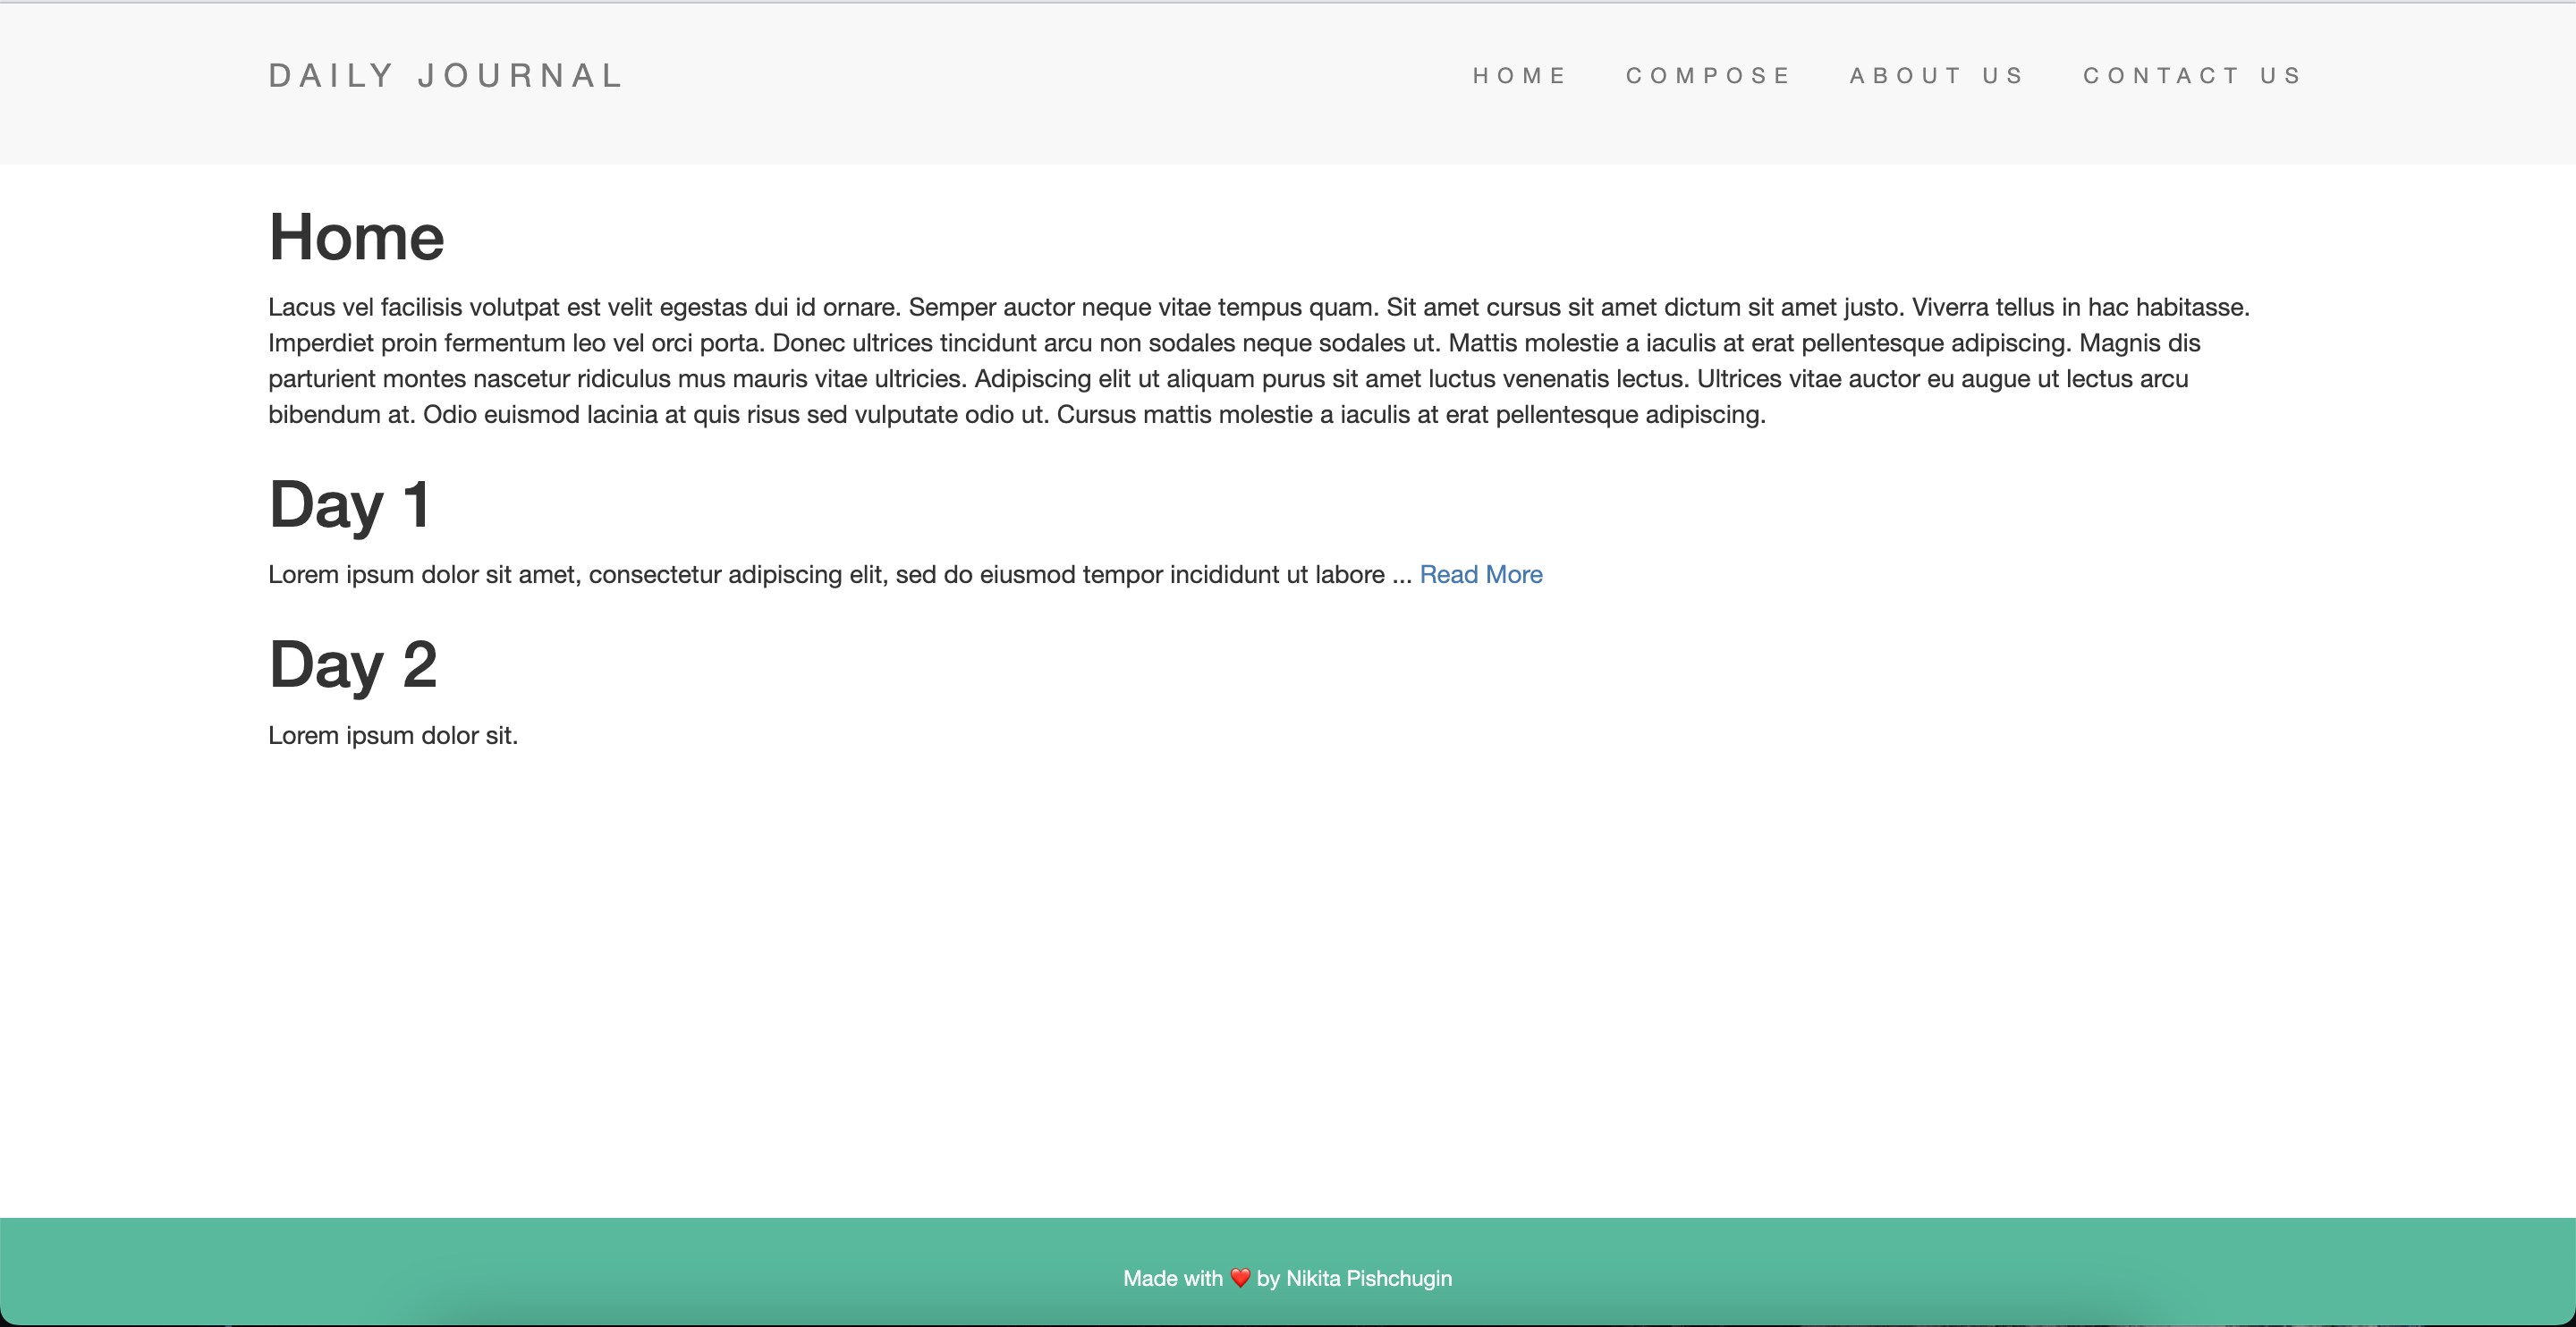 DAILY JOURNAL
HOME COMPOSE ABOUT US CONTACT US
Home
Lacus vel facilisis volutpat est velit egestas dui id ornare. Semper auctor neque vitae tempus quam. Sit amet cursus sit amet dictum sit amet justo. Viverra tellus in hac habitasse.
Imperdiet proin fermentum leo vel orci porta. Donec ultrices tincidunt arcu non sodales neque sodales ut. Mattis molestie a iaculis at erat pellentesque adipiscing. Magnis dis
parturient montes nascetur ridiculus mus mauris vitae ultricies. Adipiscing elit ut aliquam purus sit amet luctus venenatis lectus. Ultrices vitae auctor eu augue ut lectus arcu
bibendum at. Odio euismod lacinia at quis risus sed vulputate odio ut. Cursus mattis molestie a iaculis at erat pellentesque adipiscing.
Day 1
Lorem ipsum dolor sit amet, consectetur adipiscing elit, sed do eiusmod tempor incididunt ut labore ... Read More
Day 2
Lorem ipsum dolor sit.
Made with ❤️ by Nikita Pishchugin